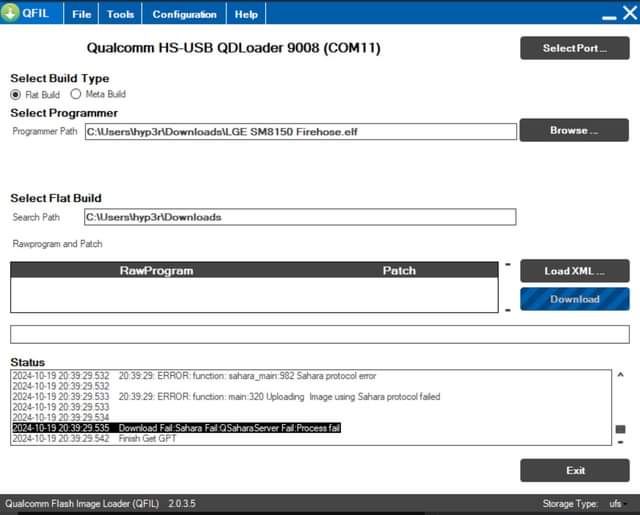 QFIL File Tools Configuration Help
Qualcomm HS-USB QDLoader 9008 (COM11)
Select Port ...
Select Build Type
Flat Build Meta Build
Select Programmer
Programmer Path C:\Users\hyp3r\Downloads\LGE SM8150 Firehose.elf Browse ...
Select Flat Build
Search Path C:\Users\hyp3r\Downloads
Rawprogram and Patch
RawProgram Patch
Load XML ...
Download
Status
2024-10-19 20:39:29.532 20:39:29: ERROR: function: sahara_main:982 Sahara protocol error
2024-10-19 20:39:29.532
2024-10-19 20:39:29.533 20:39:29: ERROR: function: main:320 Uploading Image using Sahara protocol failed
2024-10-19 20:39:29.533
2024-10-19 20:39:29.534
2024-10-19 20:39:29.535 Download Fail:Sahara Fail:QSaharaServer Fail:Process fail
2024-10-19 20:39:29.542 Finish Get GPT
Exit
Qualcomm Flash Image Loader (QFIL) 2.0.3.5 Storage Type: ufs